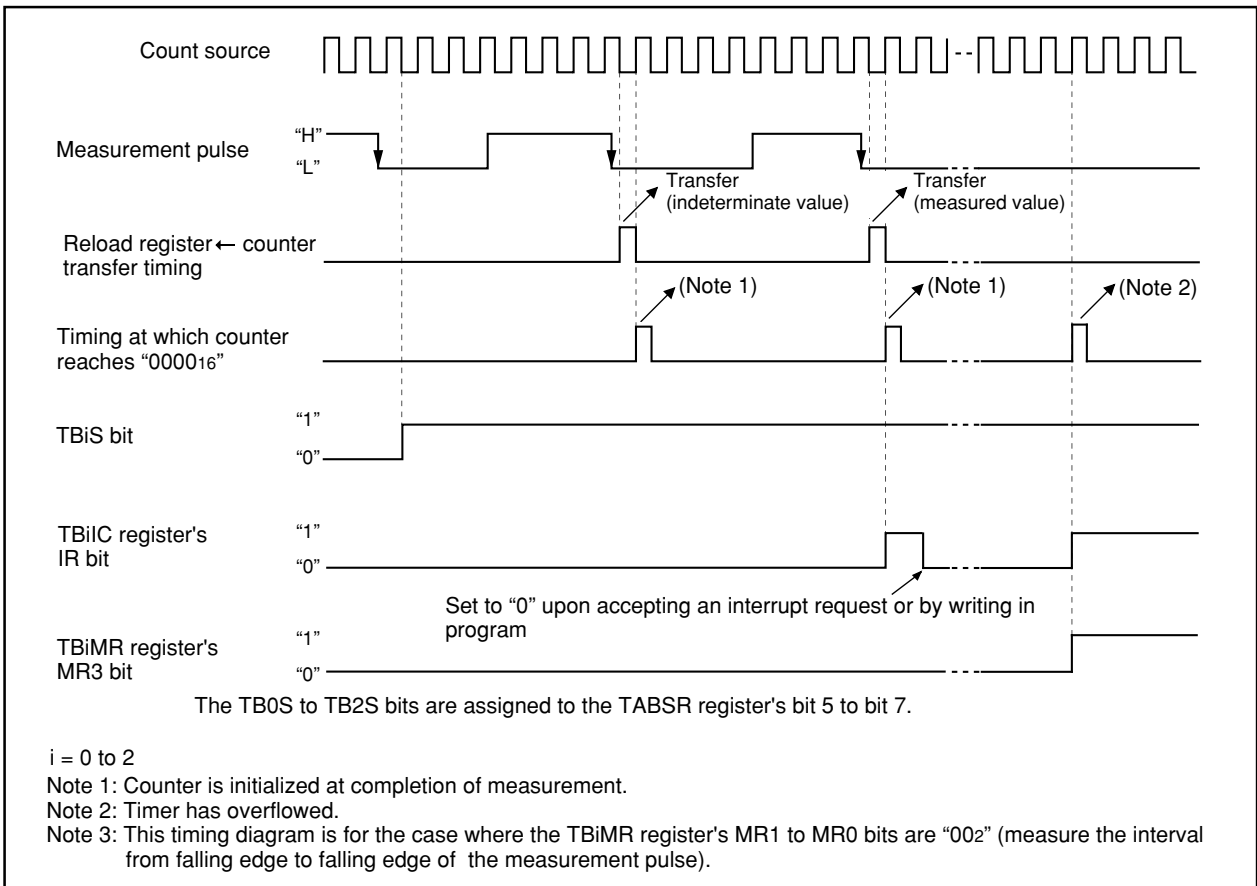 Count source
Measurement pulse
“H”
“L”
Transfer
(indeterminate value)
Transfer
(measured value)
Reload register ← counter
transfer timing
(Note 1)
(Note 1)
(Note 2)
Timing at which counter
reaches “000016”
TBiS bit
“1”
“0”
TBiIC register's
IR bit
“1”
“0”
Set to “0” upon accepting an interrupt request or by writing in
program
TBiMR register's
MR3 bit
“1”
“0”
The TB0S to TB2S bits are assigned to the TABSR register's bit 5 to bit 7.
i = 0 to 2
Note 1: Counter is initialized at completion of measurement.
Note 2: Timer has overflowed.
Note 3: This timing diagram is for the case where the TBiMR register's MR1 to MR0 bits are “002” (measure the interval
from falling edge to falling edge of the measurement pulse).